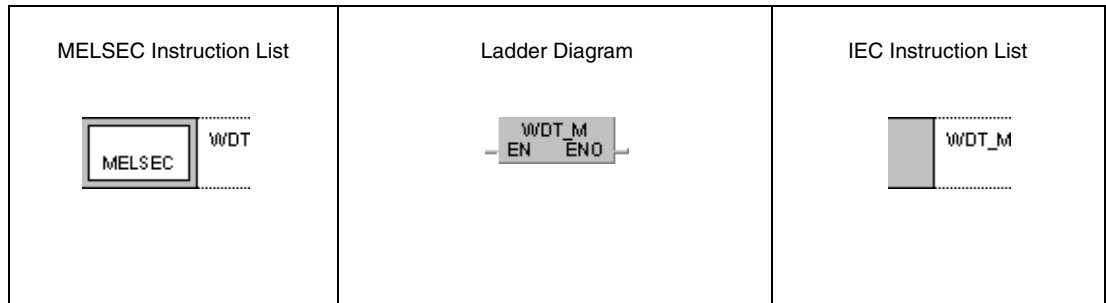 MELSEC Instruction List
MELSEC
WDT
Ladder Diagram
WDT_M
EN ENO
IEC Instruction List
WDT_M